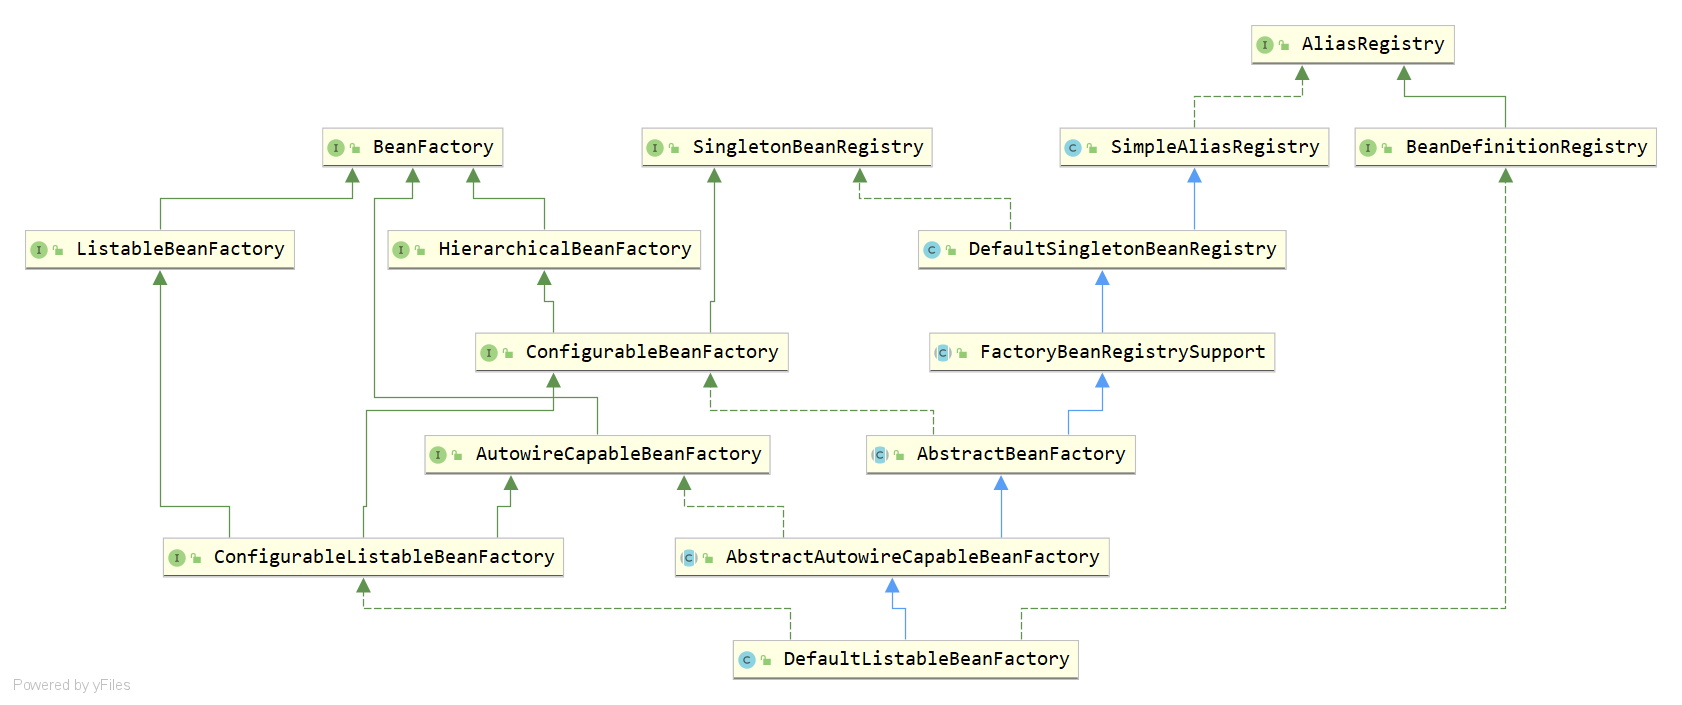 AliasRegistry
BeanFactory
SingletonBeanRegistry
SimpleAliasRegistry
BeanDefinitionRegistry
ListableBeanFactory
HierarchicalBeanFactory
DefaultSingletonBeanRegistry
ConfigurableBeanFactory
FactoryBeanRegistrySupport
AutowireCapableBeanFactory
AbstractBeanFactory
ConfigurableListableBeanFactory
AbstractAutowireCapableBeanFactory
DefaultListableBeanFactory
Powered by yFiles